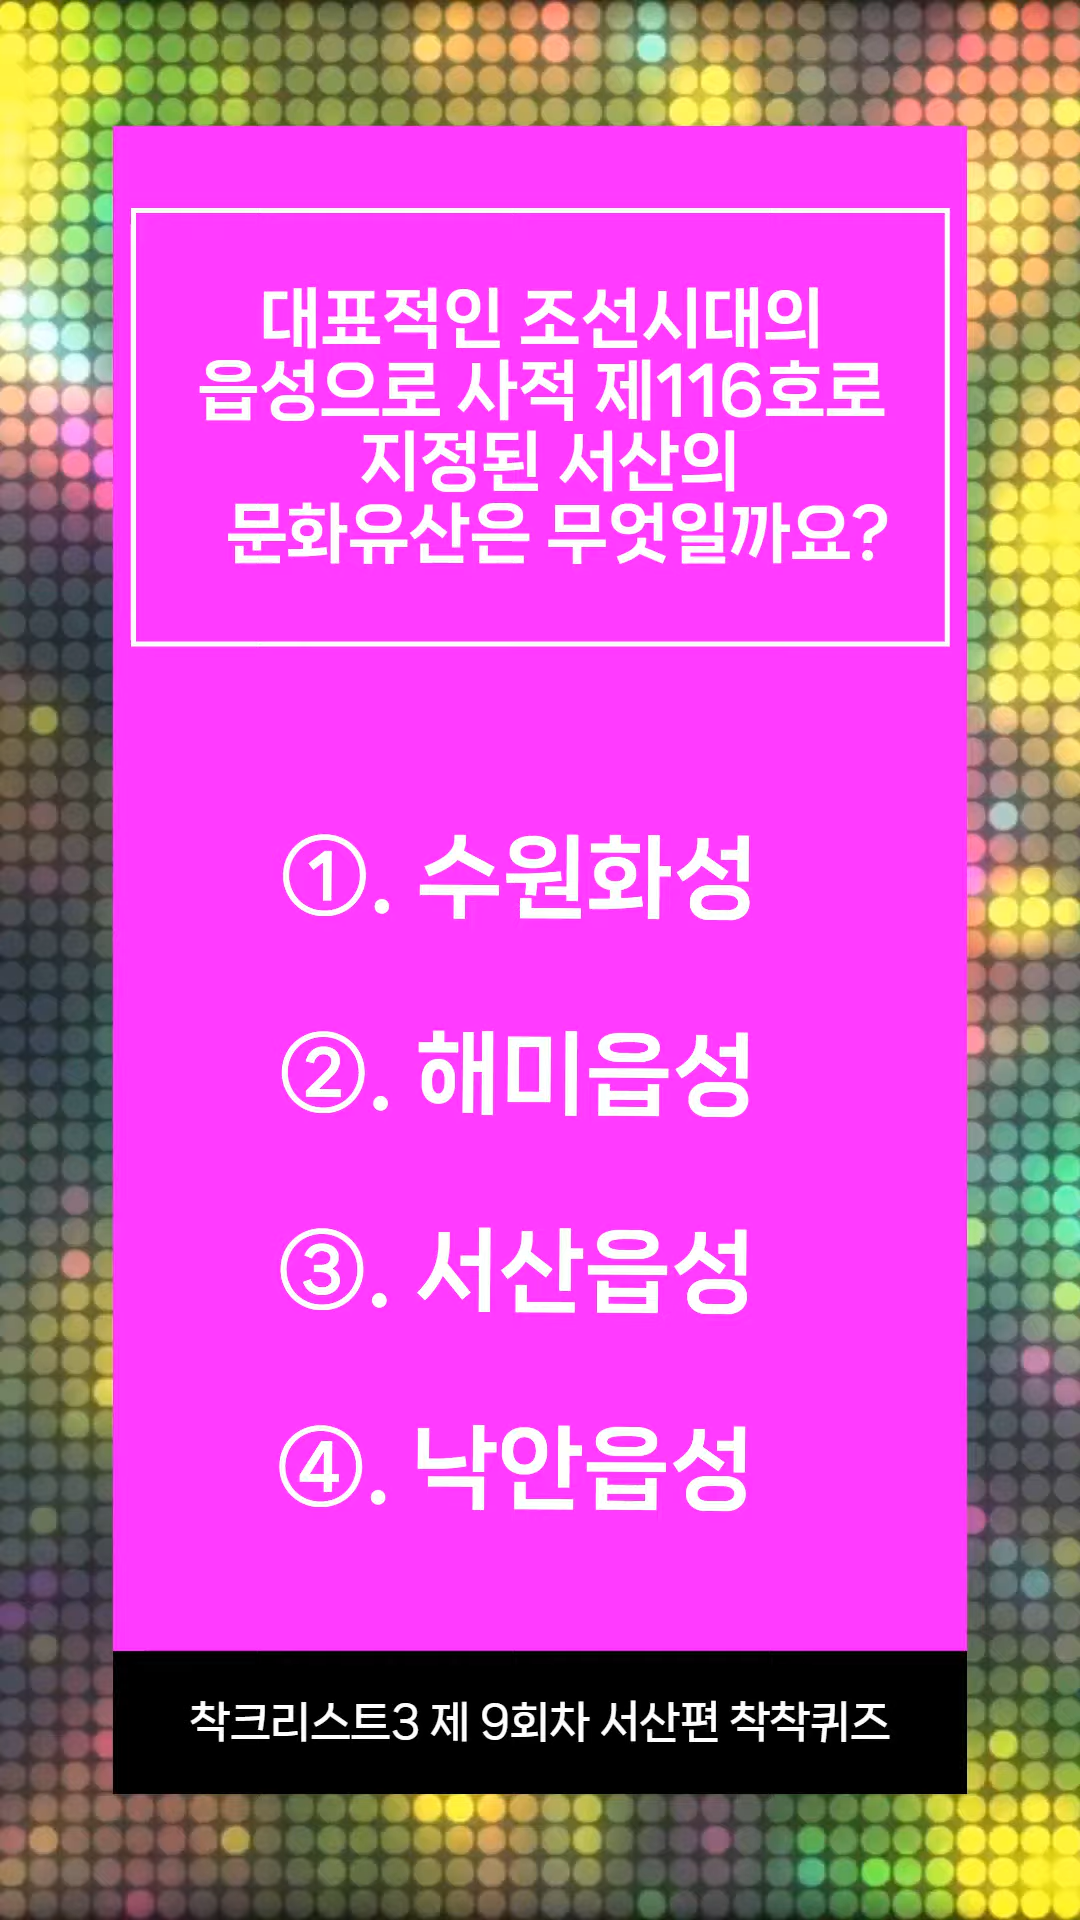 대표적인 조선시대의
읍성으로 사적 제116호로
지정된 서산의
문화유산은 무엇일까요?
①. 수원화성
②. 해미읍성
③. 서산읍성
④. 낙안읍성
착크리스트3 제 9회차 서산편 착착퀴즈